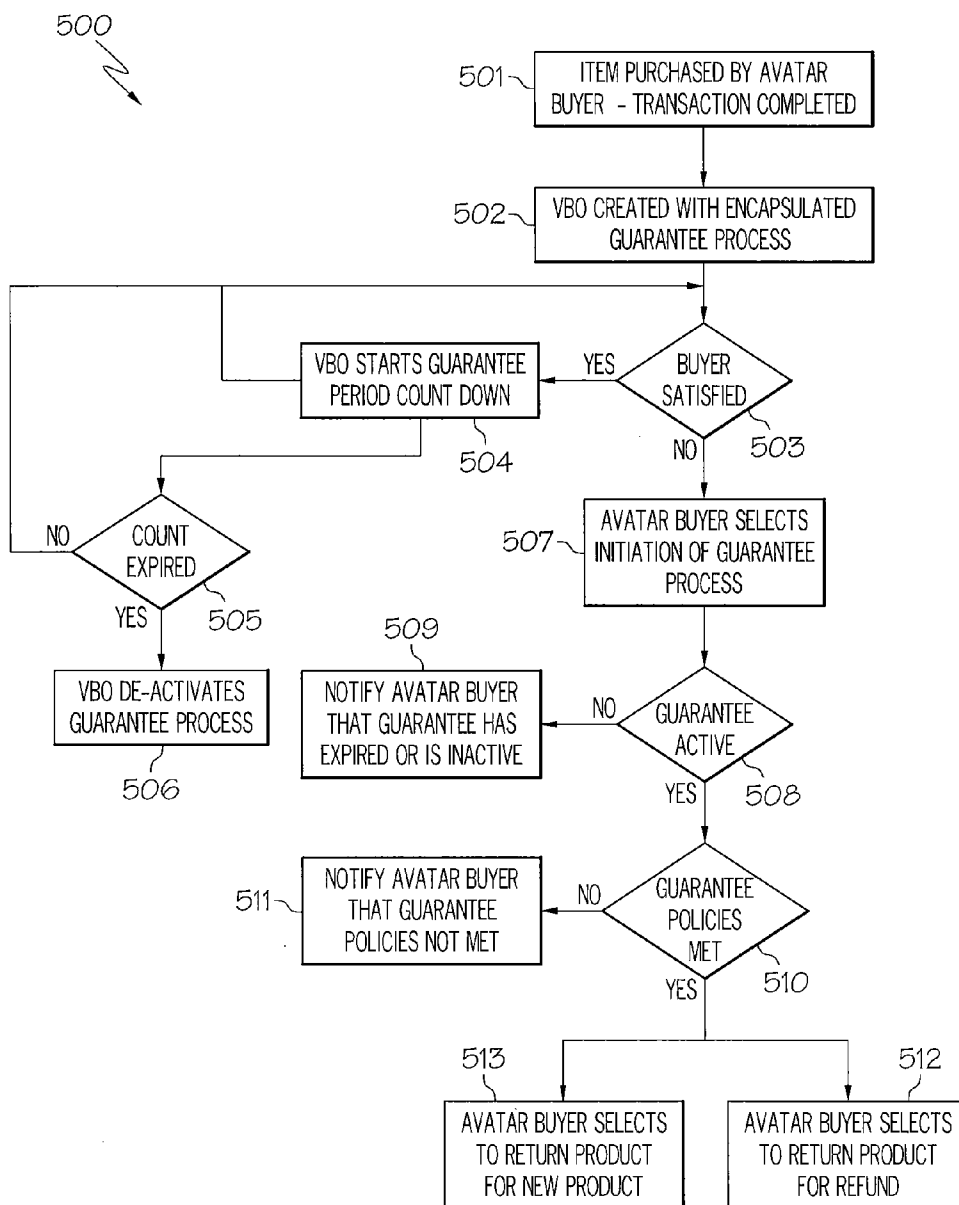 500
501
ITEM PURCHASED BY AVATAR
BUYER - TRANSACTION COMPLETED
502
VBO CREATED WITH ENCAPSULATED
GUARANTEE PROCESS
VBO STARTS GUARANTEE
PERIOD COUNT DOWN
504
YES
BUYER
SATISFIED
503
NO
NO
COUNT
EXPIRED
505
YES
507
AVATAR BUYER SELECTS
INITIATION OF GUARANTEE
PROCESS
VBO DE-ACTIVATES
GUARANTEE PROCESS
506
509
NOTIFY AVATAR BUYER
THAT GUARANTEE HAS
EXPIRED OR IS INACTIVE
NO
GUARANTEE
ACTIVE
508
YES
511
NOTIFY AVATAR BUYER
THAT GUARANTEE
POLICIES NOT MET
NO
GUARANTEE
POLICIES
MET
510
YES
513
AVATAR BUYER SELECTS
TO RETURN PRODUCT
FOR NEW PRODUCT
512
AVATAR BUYER SELECTS
TO RETURN PRODUCT
FOR REFUND